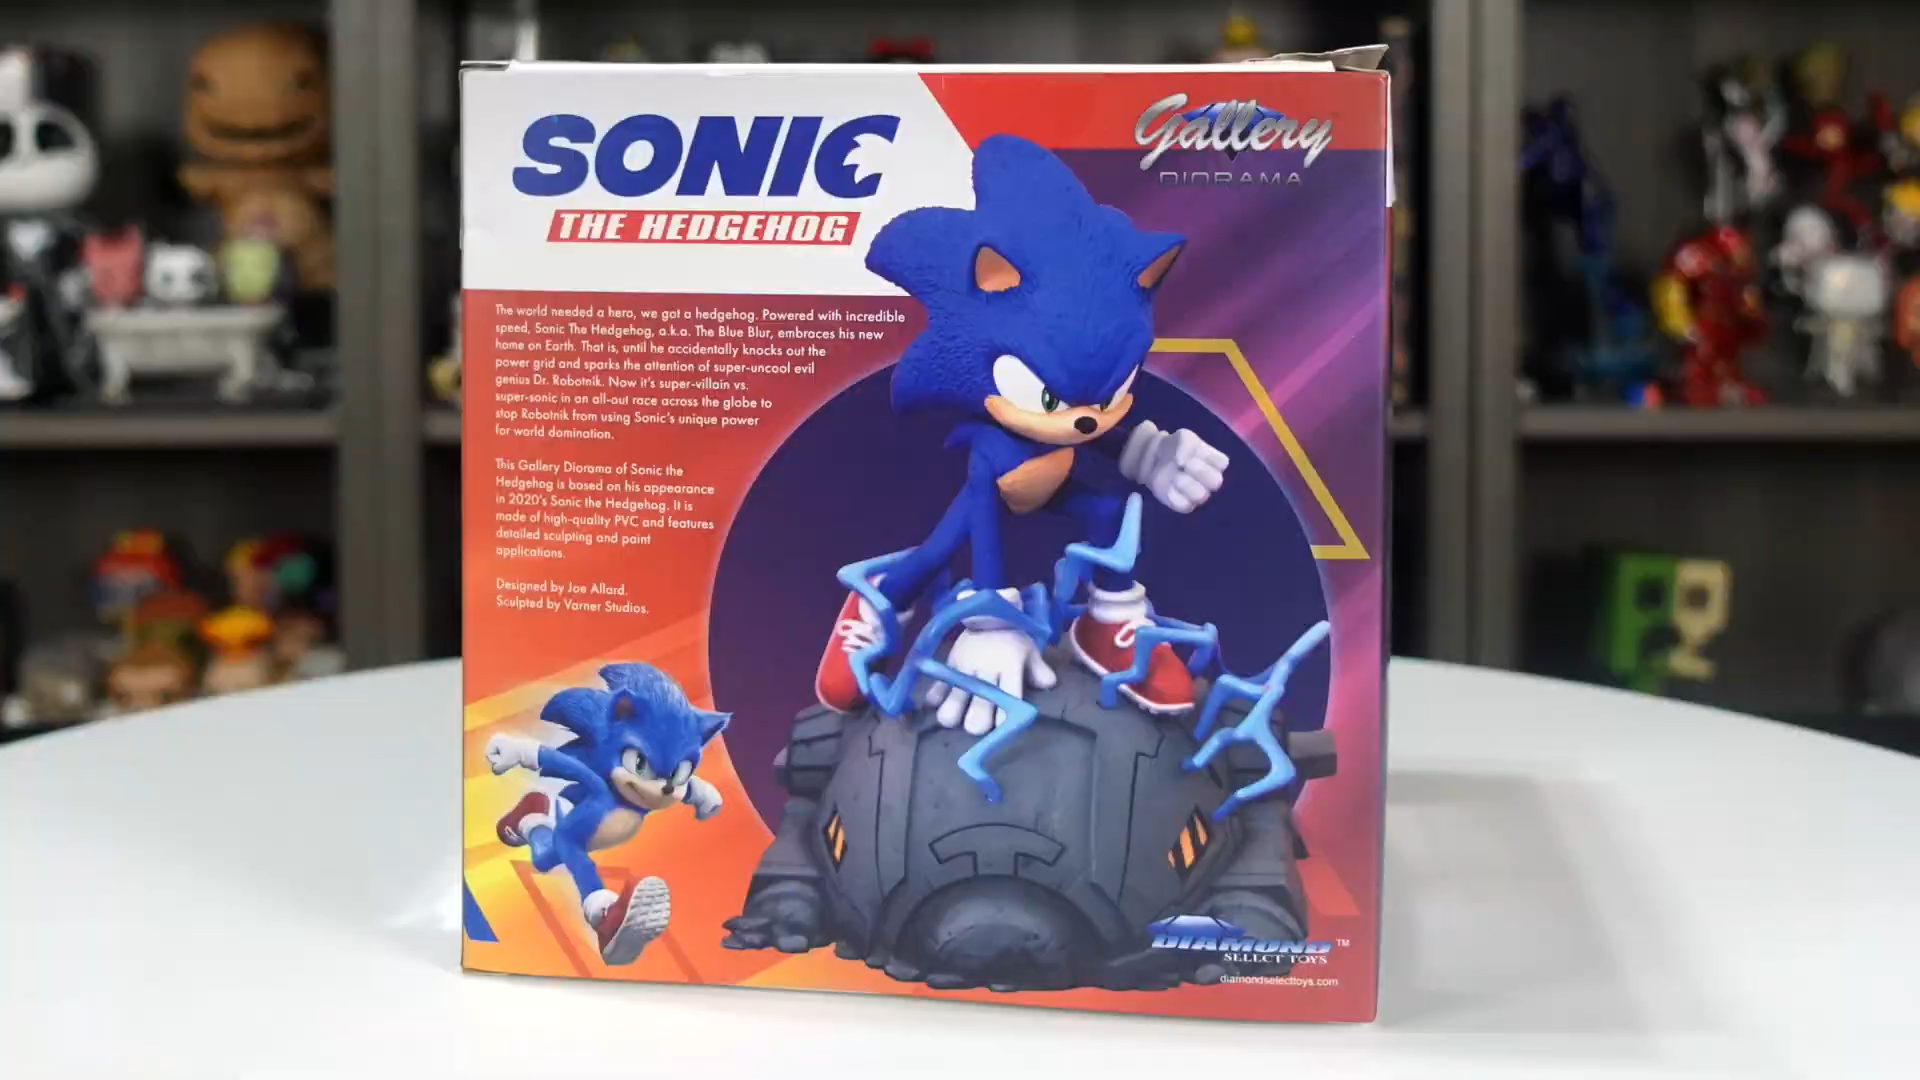 SONIC
THE HEDGEHOG
Gallery
DIORAMA
The world needed a hero, we got a hedgehog. Powered with incredible
speed, Sonic The Hedgehog, a.k.a. The Blue Blur, embraces his new
home on Earth. That is, until he accidentally knocks out the
power grid and sparks the attention of super-uncool evil
genius Dr. Robotnik. Now it's super-villain vs.
super-sonic in an all-out race across the globe to
stop Robotnik from using Sonic's unique power
for world domination.
This Gallery Diorama of Sonic the
Hedgehog is based on his appearance
in 2020's Sonic the Hedgehog. It is
made of high-quality PVC and features
detailed sculpting and paint
applications.
Designed by Joe Allard.
Sculpted by Varner Studios.
DIAMOND™
SELECT TOYS
diamondselecttoys.com